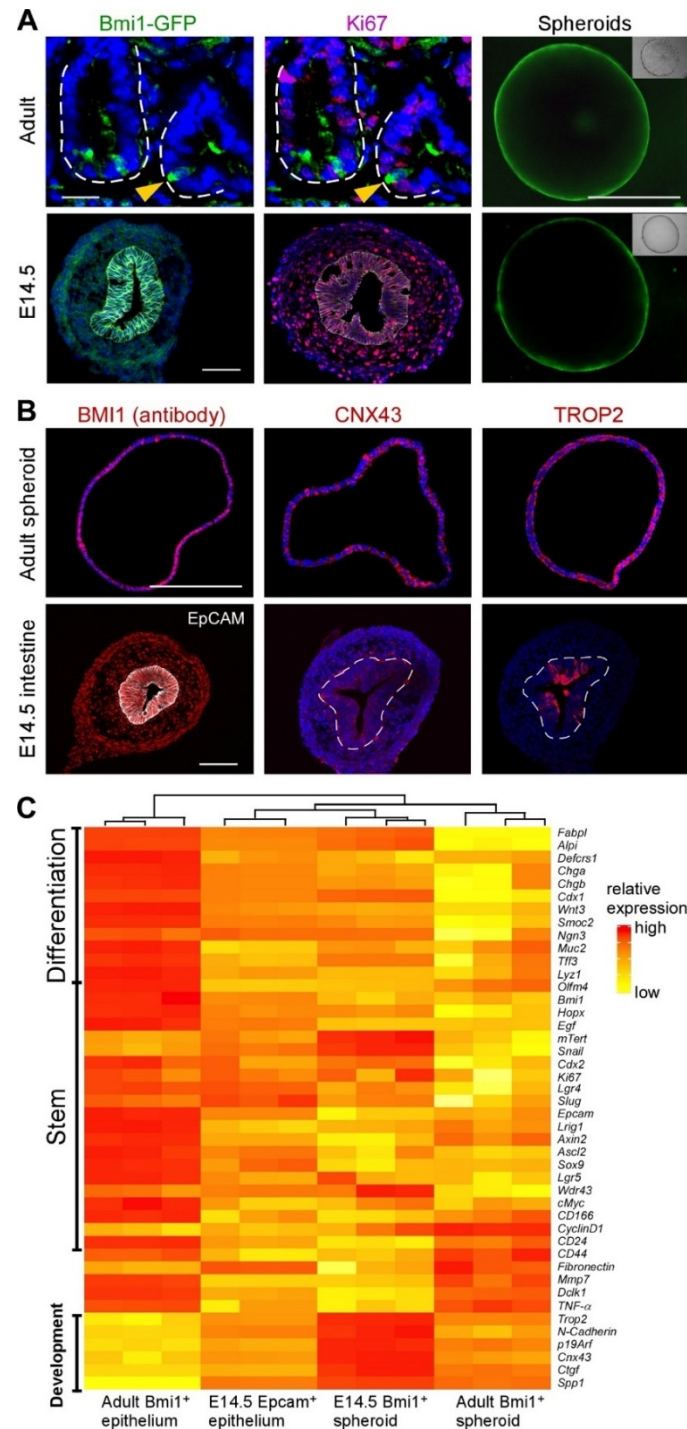 A
Bmi1-GFP
Ki67
Spheroids
Adult
E14.5
B
BMI1 (antibody)
CNX43
TROP2
Adult spheroid
E14.5 intestine
EpCAM
C
Differentiation
Stem
Development
Fabpl
Alpi
Defcrs1
Chga
Chgb
Cdx1
Wnt3
Smoc2
Ngn3
Muc2
Tff3
Lyz1
Olfm4
Bmi1
Hopx
Egf
mTert
Snail
Cdx2
Ki67
Lgr4
Slug
Epcam
Lrig1
Axin2
Ascl2
Sox9
Lgr5
Wdr43
cMyc
CD166
CyclinD1
CD24
CD44
Fibronectin
Mmp7
Dclk1
TNF-α
Trop2
N-Cadherin
p19Arf
Cnx43
Ctgf
Spp1
relative
expression
high
low
Adult Bmi1+
epithelium
E14.5 Epcam+
epithelium
E14.5 Bmi1+
spheroid
Adult Bmi1+
spheroid